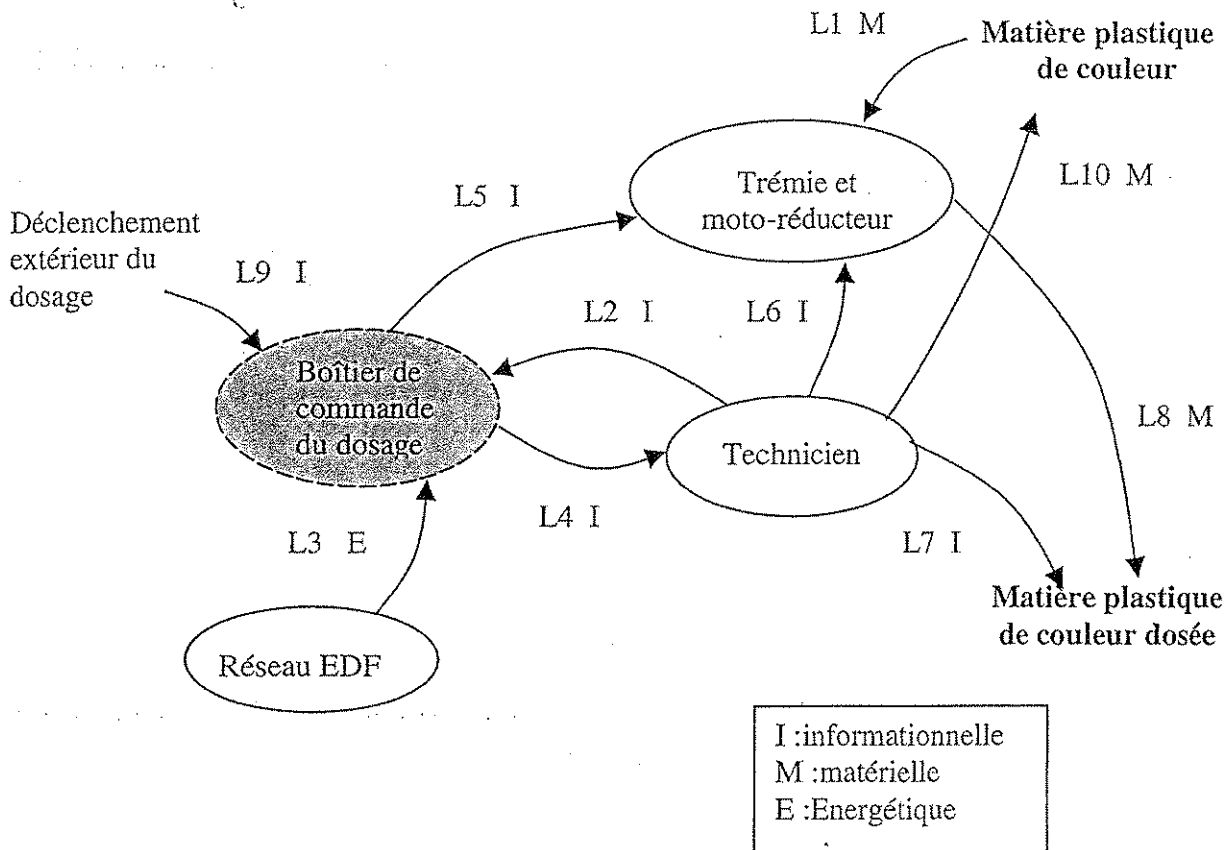 L1 M
Matière plastique
de couleur
Trémie et
moto-réducteur
L10 M
L5 I
Déclenchement
extérieur du
dosage
L9 I
L2 I
L6 I
Boîtier de
commande
du dosage
Technicien
L8 M
L3 E
L4 I
L7 I
Matière plastique
de couleur dosée
Réseau EDF
I :informationnelle
M :matérielle
E :Energétique